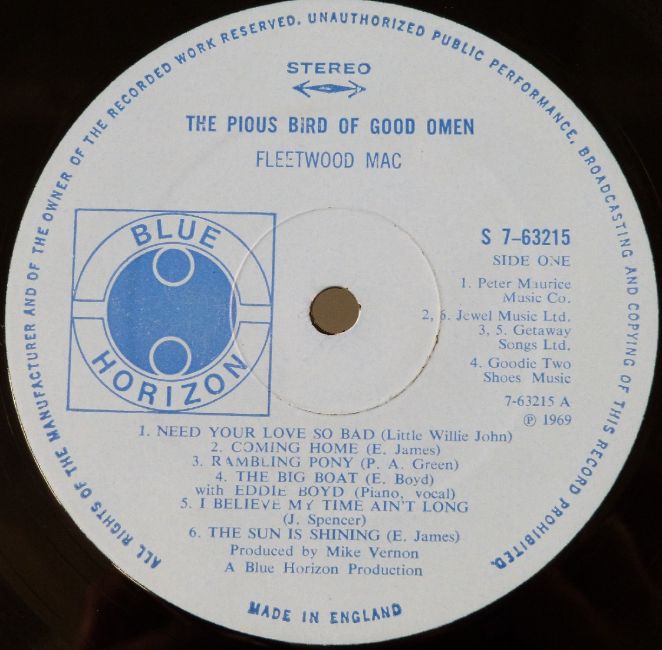 ALL RIGHTS OF THE MANUFACTURER AND OF THE OWNER OF THE RECORDED WORK RESERVED. UNAUTHORIZED PUBLIC PERFORMANCE, BROADCASTING AND COPYING OF THIS RECORD PROHIBITED.
STEREO
THE PIOUS BIRD OF GOOD OMEN
FLEETWOOD MAC
BLUE
HORIZON
S 7-63215
SIDE ONE
1. Peter Maurice
Music Co.
2, 6. Jewel Music Ltd.
3, 5. Getaway
Songs Ltd.
4. Goodie Two
Shoes Music
7-63215 A
℗ 1969
1. NEED YOUR LOVE SO BAD (Little Willie John)
2. COMING HOME (E. James)
3. RAMBLING PONY (P. A. Green)
4. THE BIG BOAT (E. Boyd)
with EDDIE BOYD (Piano, vocal)
5. I BELIEVE MY TIME AIN'T LONG
(J. Spencer)
6. THE SUN IS SHINING (E. James)
Produced by Mike Vernon
A Blue Horizon Production
MADE IN ENGLAND